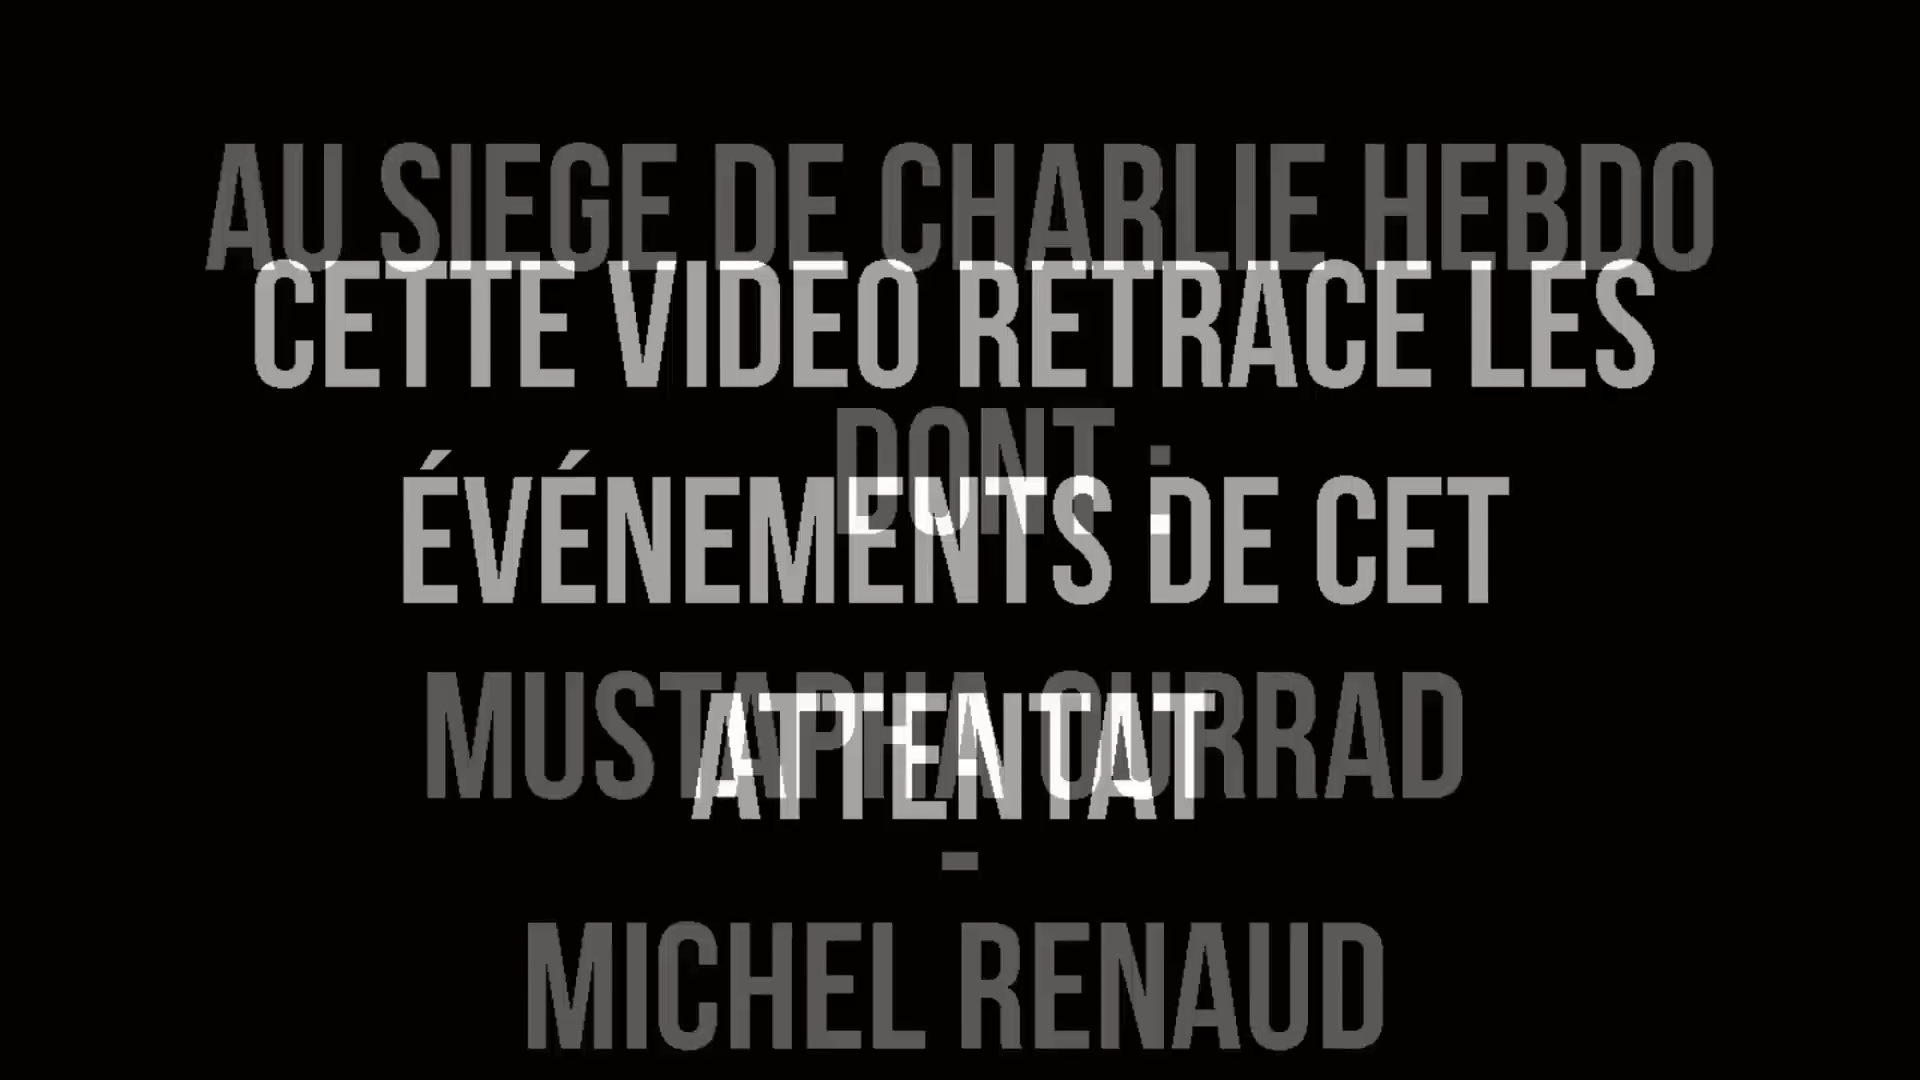 AU SIEGE DE CHARLIE HEBDO
CETTE VIDEO RETRACE LES
DONT :
ÉVÉNEMENTS DE CET
MUSTAPHA OURRAD
ATTENTAT
-
MICHEL RENAUD